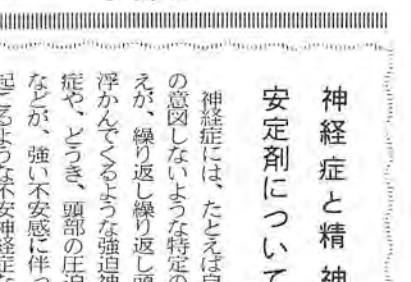 神経症と精神
安定剤について
神経症には、たとえば自
の意図しないような特定の
えが、繰り返し繰り返し頭
浮かんでくるような強迫神
症や、どうき、頭部の圧迫
などが、強い不安感に伴っ
起こるような不安神経症な